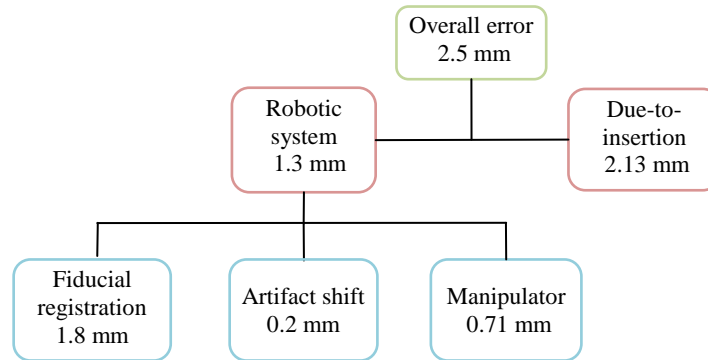 Overall error
2.5 mm
Robotic
system
1.3 mm
Due-to-
insertion
2.13 mm
Fiducial
registration
1.8 mm
Artifact shift
0.2 mm
Manipulator
0.71 mm